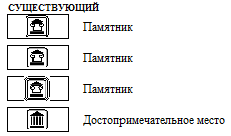 СУЩЕСТВУЮЩИЙ
Памятник
Памятник
Памятник
Достопримечательное место